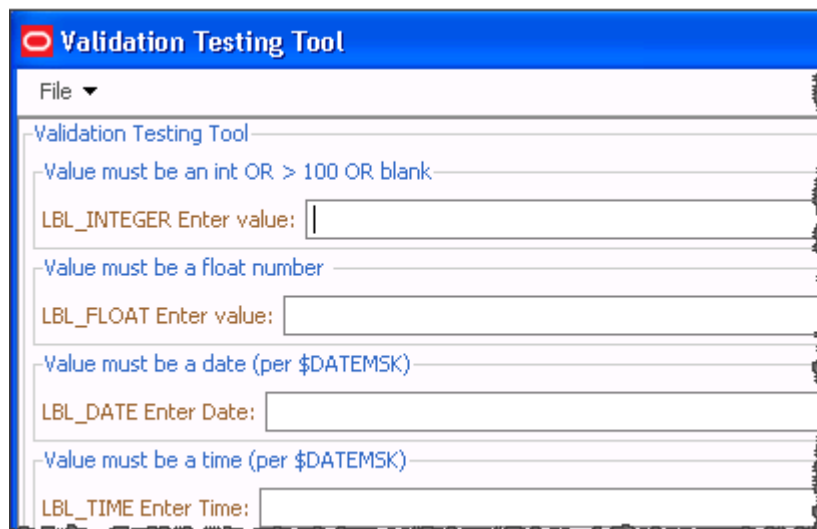 Validation Testing Tool
File
Validation Testing Tool
Value must be an int OR > 100 OR blank
LBL_INTEGER Enter value:
Value must be a float number
LBL_FLOAT Enter value:
Value must be a date (per $DATEMSK)
LBL_DATE Enter Date:
Value must be a time (per $DATEMSK)
LBL_TIME Enter Time: